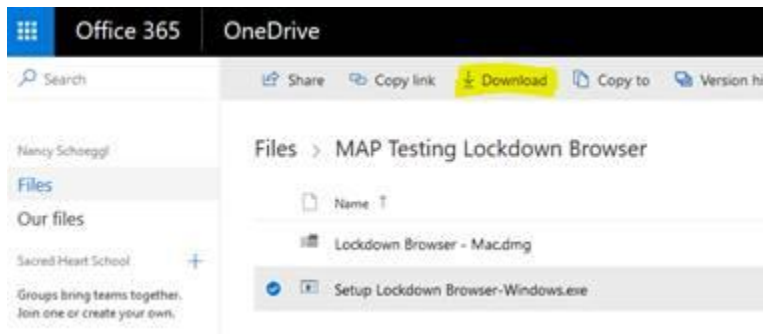 Office 365 OneDrive
Search Share Copy link Download Copy to Version hi
Nancy Schoeggl Files > MAP Testing Lockdown Browser
Files
Name ↑
Our files
Lockdown Browser - Mac.dmg
Sacred Heart School +
Setup Lockdown Browser-Windows.exe
Groups bring teams together.
Join one or create your own.